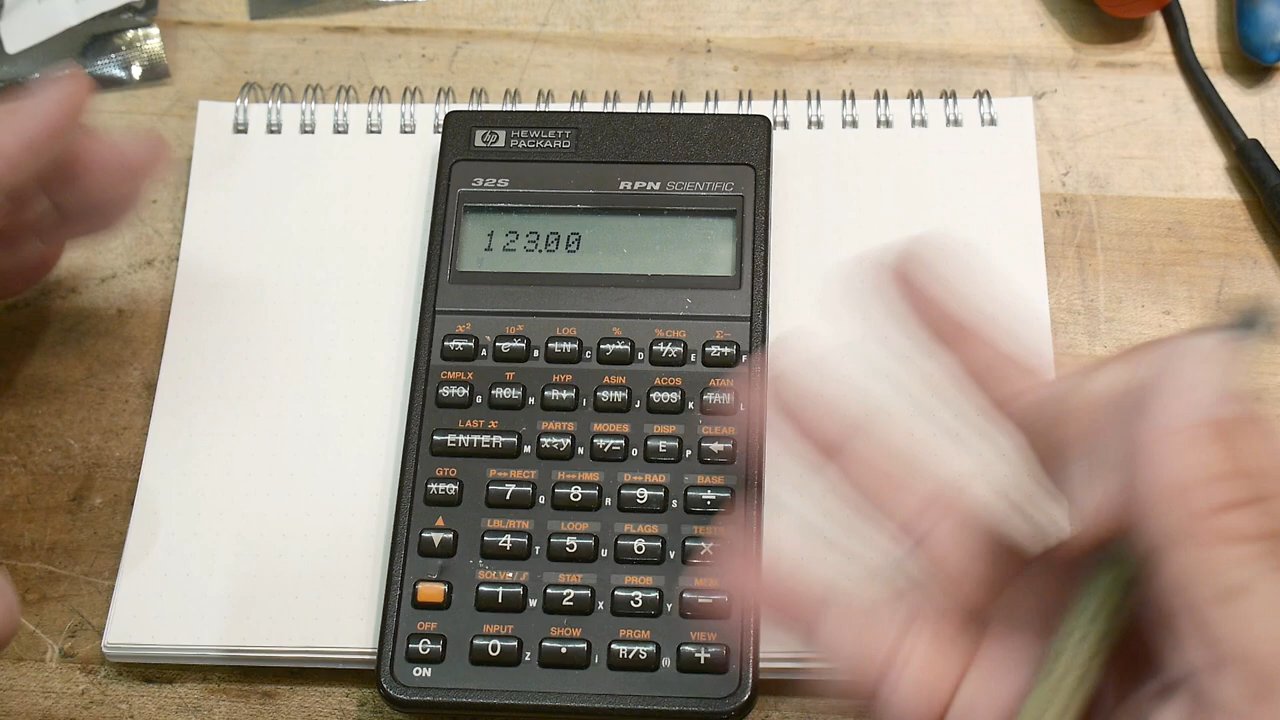 hp HEWLETT
PACKARD
32S RPN SCIENTIFIC
123.00
x² 10ˣ LOG % %CHG Σ−
√x A eˣ B LN C yˣ D 1/x E Σ+ F
CMPLX π HYP ASIN ACOS ATAN
STO G RCL H R↓ I SIN J COS K TAN L
LAST x PARTS MODES DISP CLEAR
ENTER M x≷y N +/− O E P ←
GTO P↔RECT H↔HMS D↔RAD BASE
XEQ 7 Q 8 R 9 S ÷
▲ LBL/RTN LOOP FLAGS TESTS
▼ 4 T 5 U 6 V ×
SOLVE/∫ STAT PROB MEM
1 W 2 X 3 Y −
OFF INPUT SHOW PRGM VIEW
C 0 Z · i R/S (i) +
ON